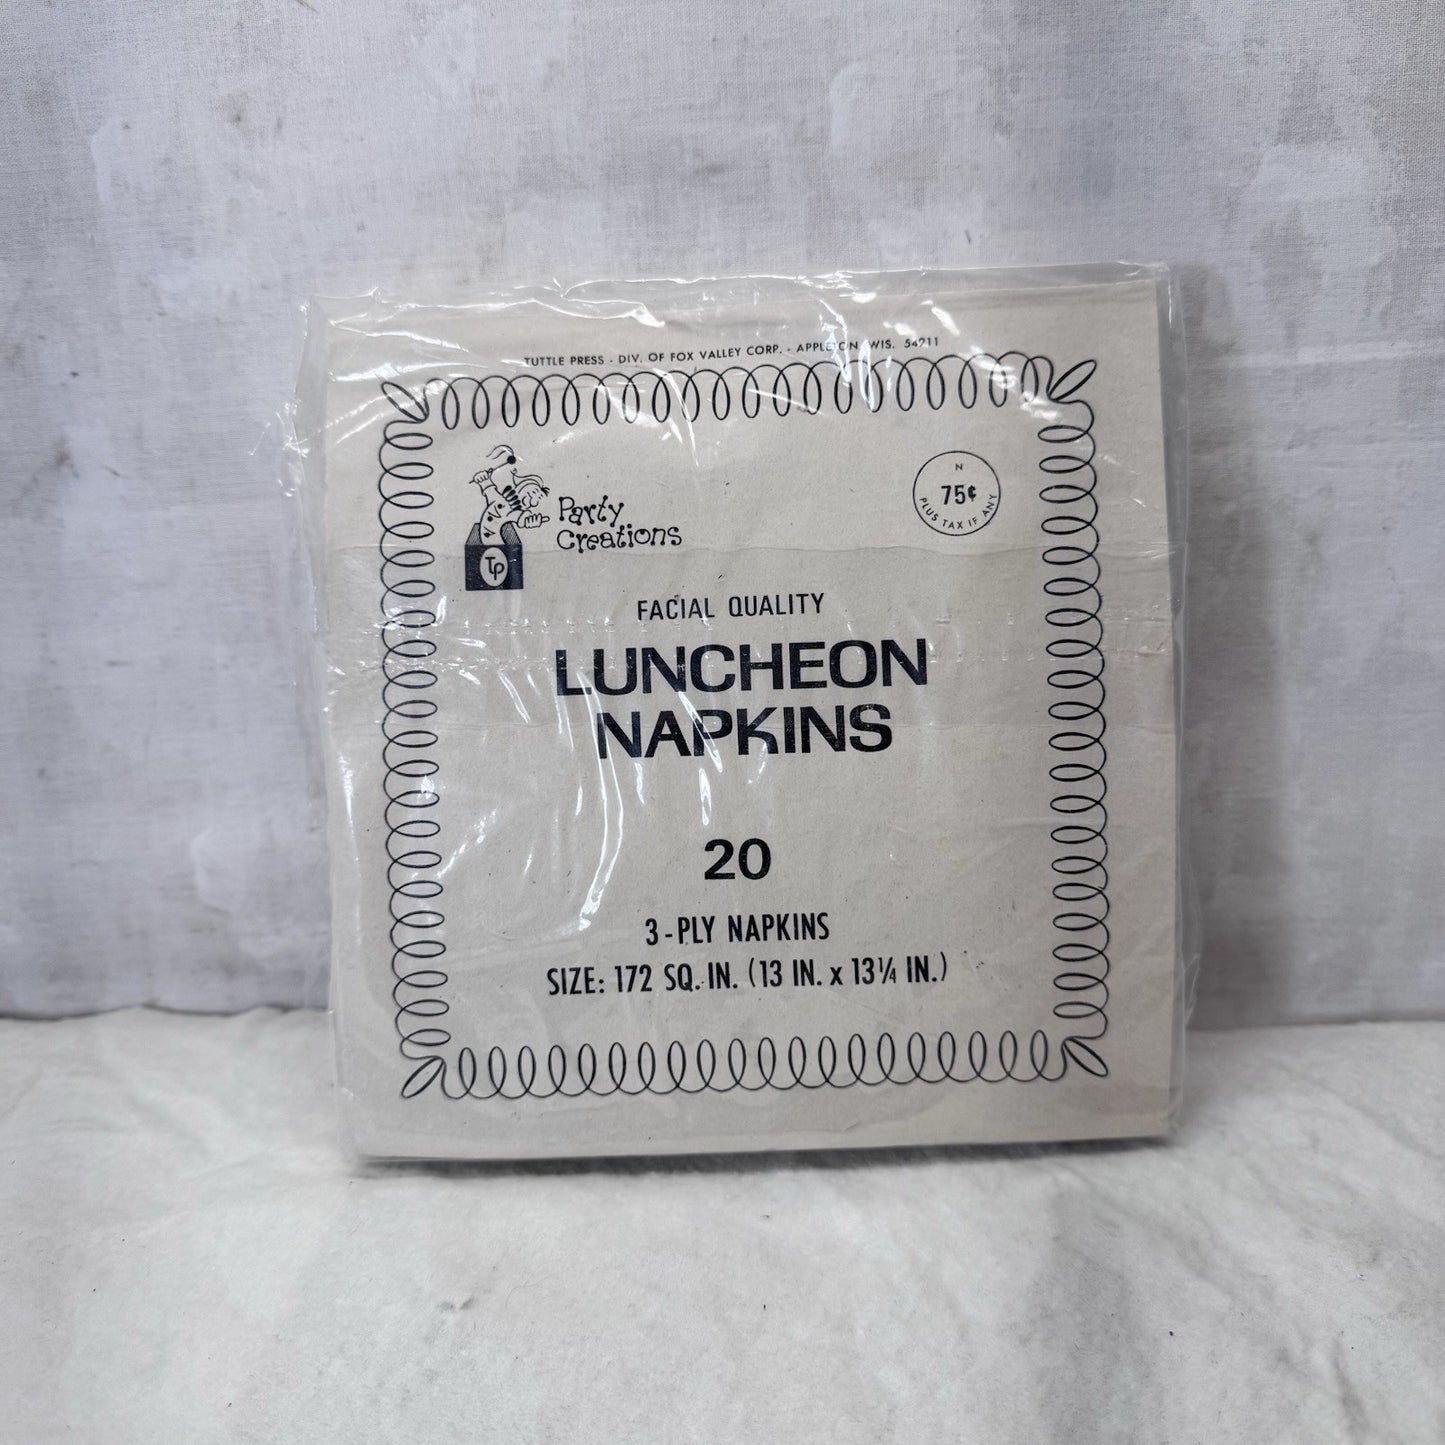 TUTTLE PRESS - DIV. OF FOX VALLEY CORP. - APPLETON, WIS. 54911
Party
Creations
TP
N
75¢
PLUS TAX IF ANY
FACIAL QUALITY
LUNCHEON
NAPKINS
20
3-PLY NAPKINS
SIZE: 172 SQ. IN. (13 IN. x 13¼ IN.)